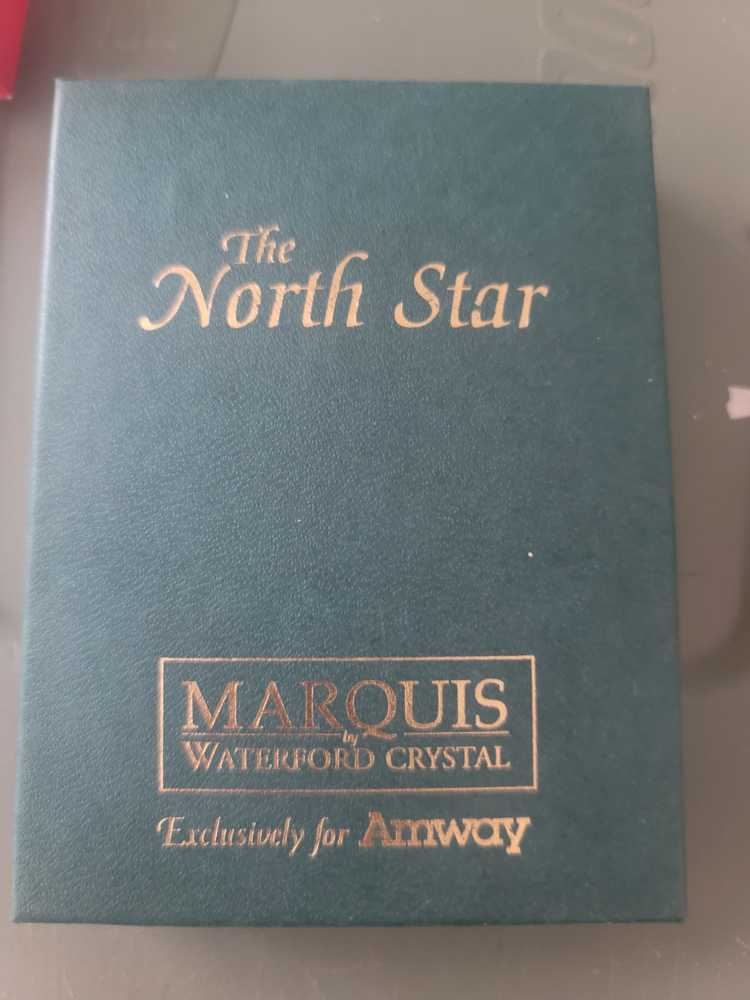 The
North Star
MARQUIS
by
WATERFORD CRYSTAL
Exclusively for Amway